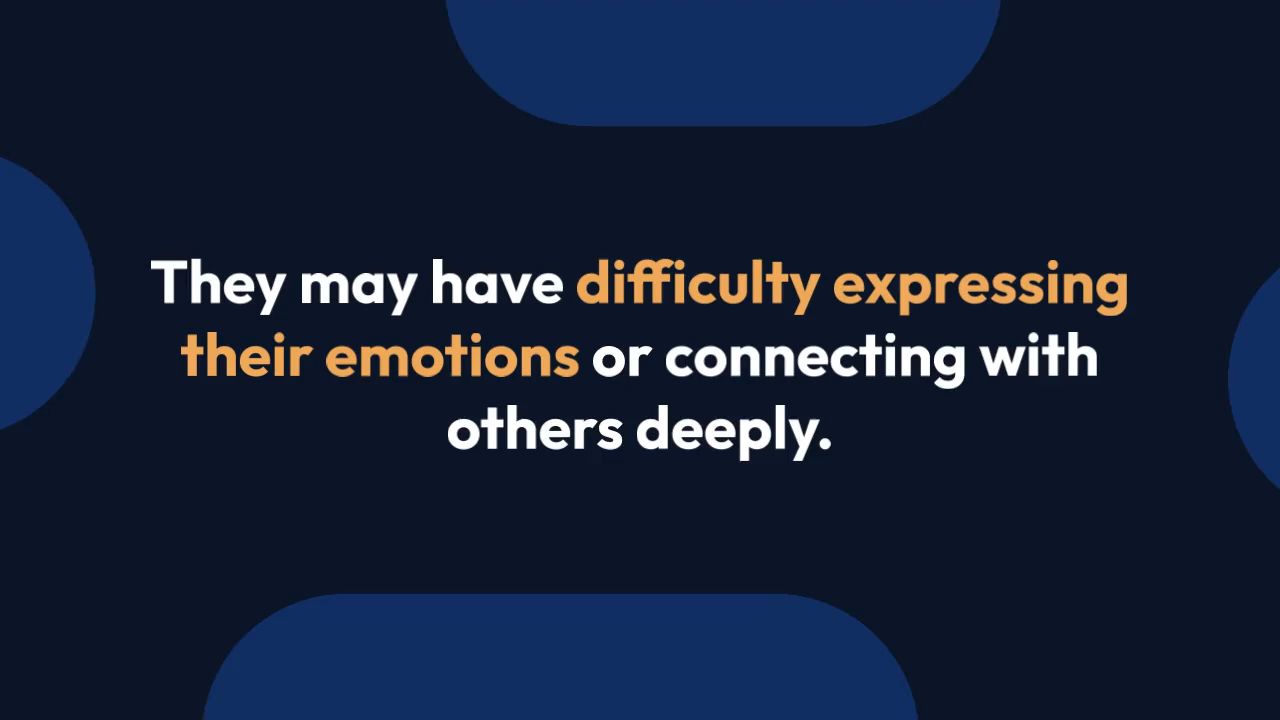 They may have difficulty expressing
their emotions or connecting with
others deeply.